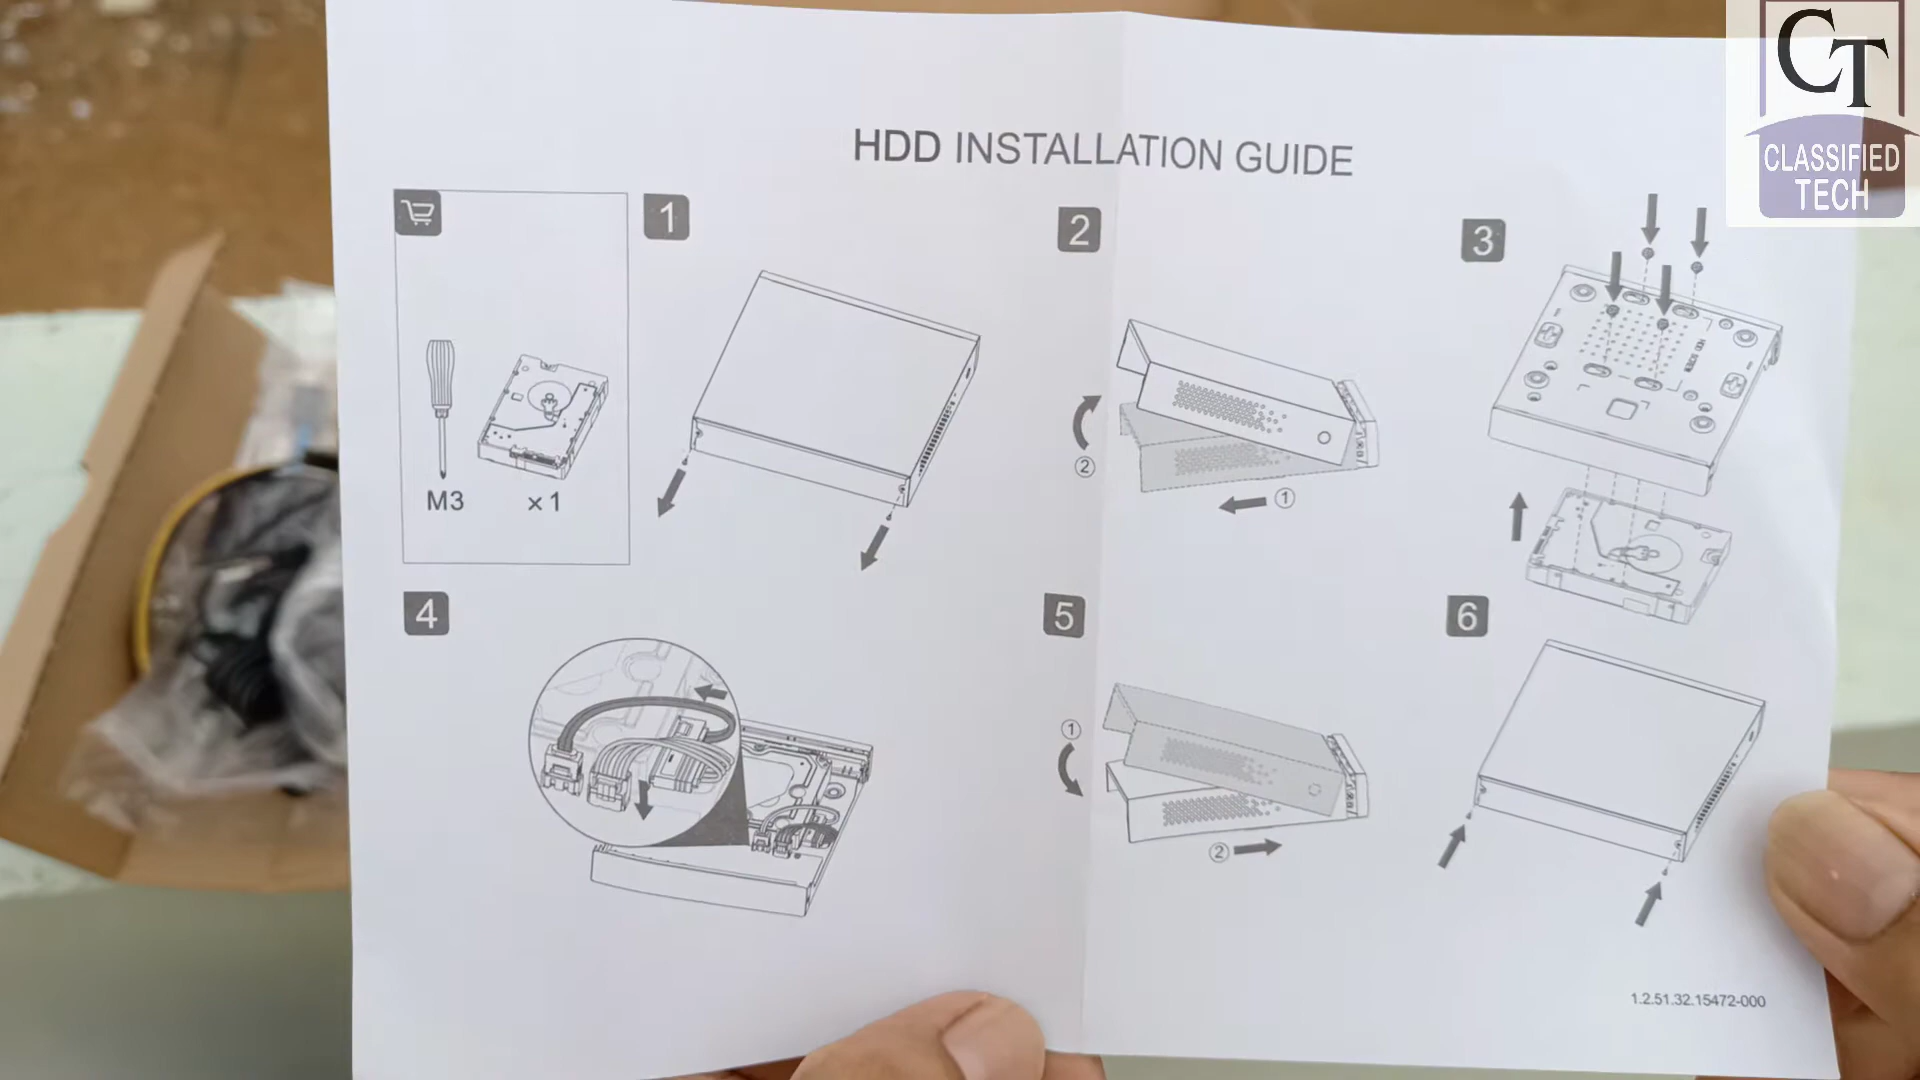 HDD INSTALLATION GUIDE
M3
×1
1
2
②
①
3
4
5
①
②
6
1.2.51.32.15472-000
CT
CLASSIFIED
TECH